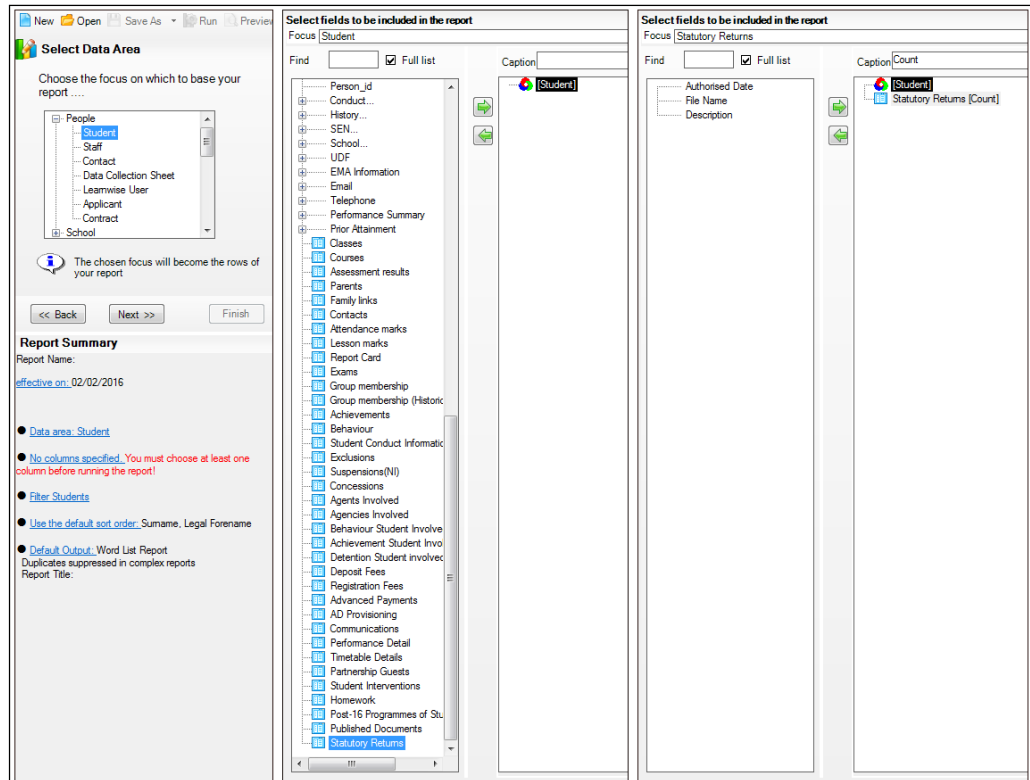 New Open Save As Run Preview
Select Data Area
Choose the focus on which to base your
report ....
People
Student
Staff
Contact
Data Collection Sheet
Learnwise User
Applicant
Contract
School
The chosen focus will become the rows of
your report
<< Back Next >> Finish
Report Summary
Report Name:
effective on: 02/02/2016
Data area: Student
No columns specified. You must choose at least one
column before running the report!
Filter Students
Use the default sort order: Surname, Legal Forename
Default Output: Word List Report
Duplicates suppressed in complex reports
Report Title:
Select fields to be included in the report
Focus Student
Find Full list Caption
Person_id
Conduct...
History...
SEN...
School...
UDF
EMA Information
Email
Telephone
Performance Summary
Prior Attainment
Classes
Courses
Assessment results
Parents
Family links
Contacts
Attendance marks
Lesson marks
Report Card
Exams
Group membership
Group membership (Historic
Achievements
Behaviour
Student Conduct Informatic
Exclusions
Suspensions(NI)
Concessions
Agents Involved
Agencies Involved
Behaviour Student Involve
Achievement Student Invo
Detention Student involved
Deposit Fees
Registration Fees
Advanced Payments
AD Provisioning
Communications
Performance Detail
Timetable Details
Partnership Guests
Student Interventions
Homework
Post-16 Programmes of Stu
Published Documents
Statutory Returns
[Student]
Select fields to be included in the report
Focus Statutory Returns
Find Full list Caption Count
Authorised Date
File Name
Description
[Student]
Statutory Returns [Count]